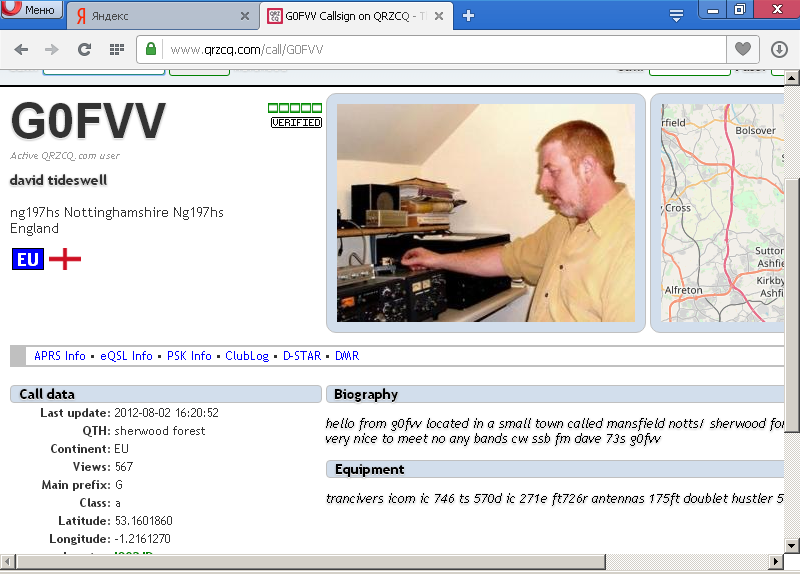 Меню
Яндекс
G0FVV Callsign on QRZCQ - T
www.qrzcq.com/call/G0FVV
G0FVV
VERIFIED
Active QRZCQ.com user
david tideswell
ng197hs Nottinghamshire Ng197hs
England
EU
rfield
Bolsover
y Cross
Sutton
Ashfie
Kirkby
Ashfi
Alfreton
APRS Info • eQSL Info • PSK Info • ClubLog • D-STAR • DMR
Call data
Last update: 2012-08-02 16:20:52
QTH: sherwood forest
Continent: EU
Views: 567
Main prefix: G
Class: a
Latitude: 53.1601860
Longitude: -1.2161270
Biography
hello from g0fvv located in a small town called mansfield notts/ sherwood for
very nice to meet no any bands cw ssb fm dave 73s g0fvv
Equipment
trancivers icom ic 746 ts 570d ic 271e ft726r antennas 175ft doublet hustler 5